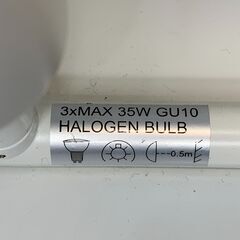 3xMAX 35W GU10
HALOGEN BULB
0.5m